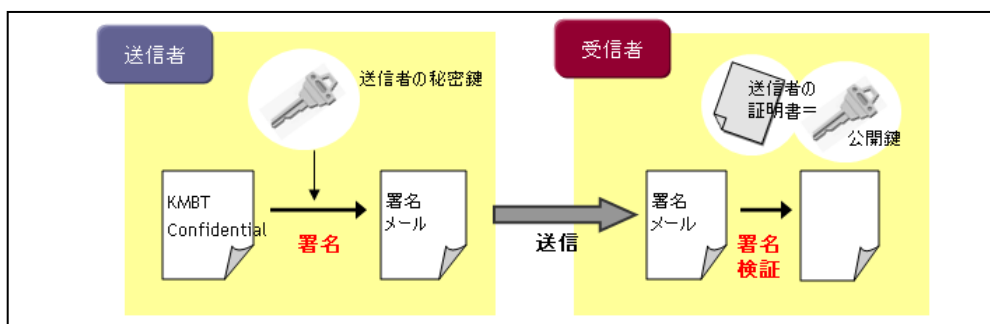 送信者
送信者の秘密鍵
KMBT
Confidential
署名
署名
メール
送信
受信者
送信者の
証明書＝
公開鍵
署名
メール
署名
検証